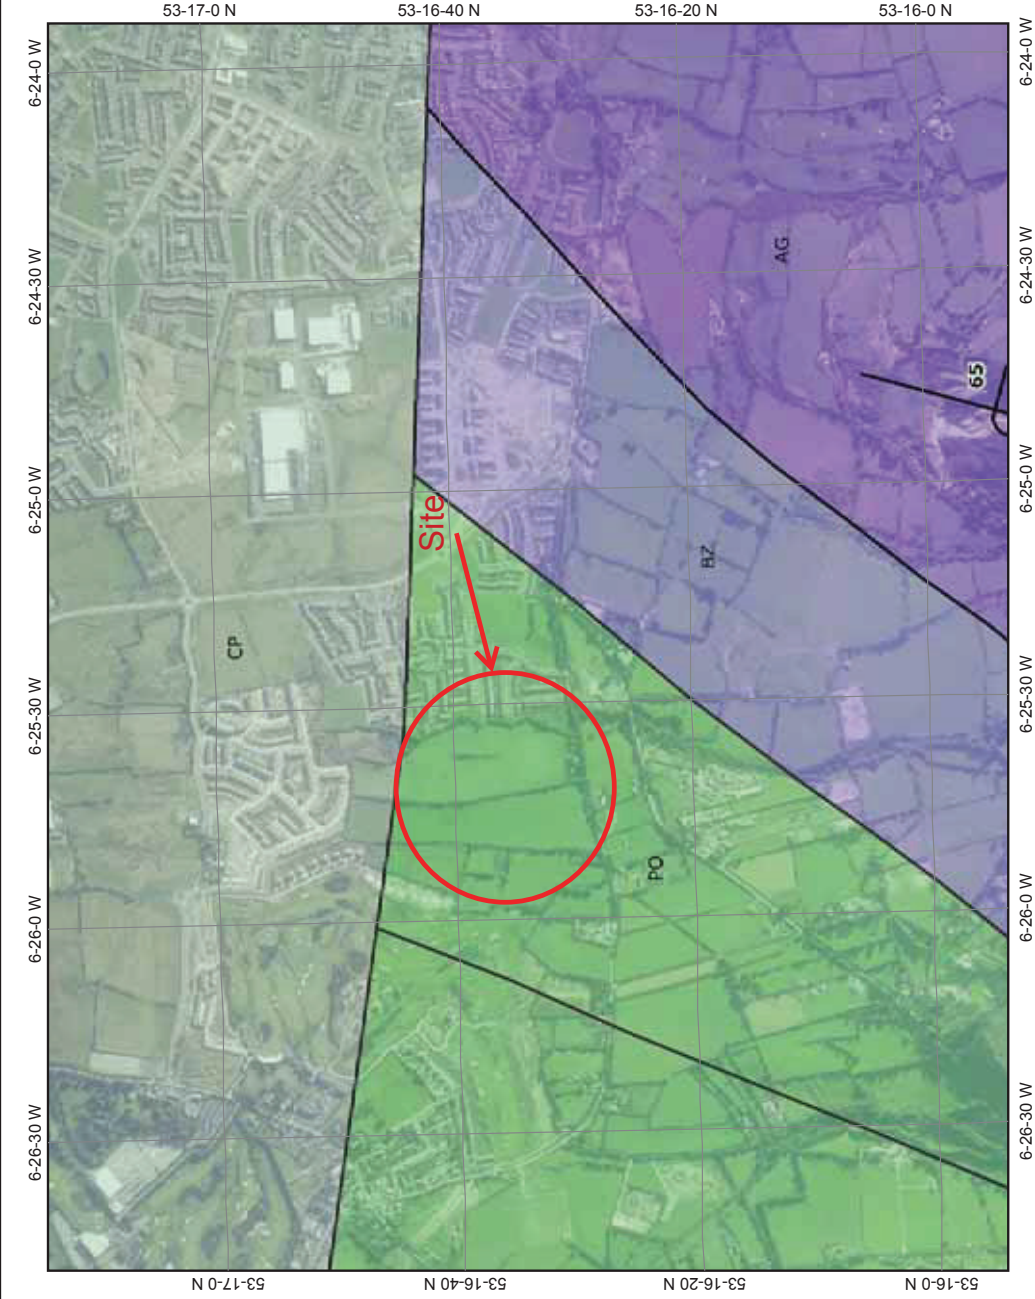 53-17-0 N
53-16-40 N
53-16-20 N
53-16-0 N
6-24-0 W
6-24-0 W
6-24-30 W
6-24-30 W
AG
65
6-25-0 W
6-25-0 W
Site
BZ
CP
6-25-30 W
6-25-30 W
PO
6-26-0 W
6-26-0 W
6-26-30 W
6-26-30 W
53-17-0 N
53-16-40 N
53-16-20 N
53-16-0 N